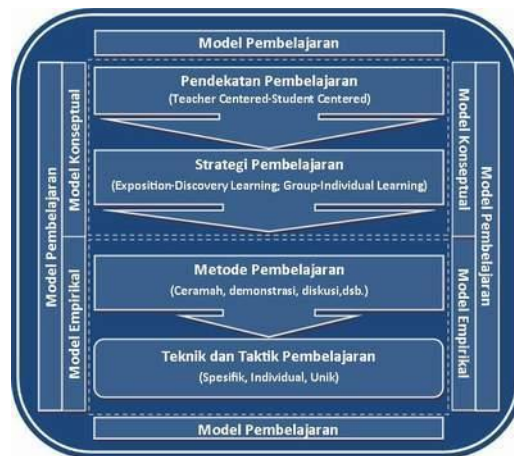 Model Pembelajaran
Pendekatan Pembelajaran
(Teacher Centered-Student Centered)
Strategi Pembelajaran
(Exposition-Discovery Learning; Group-Individual Learning)
Metode Pembelajaran
(Ceramah, demonstrasi, diskusi,dsb.)
Teknik dan Taktik Pembelajaran
(Spesifik, Individual, Unik)
Model Pembelajaran
Model Pembelajaran
Model Konseptual
Model Empirikal
Model Konseptual
Model Empirikal
Model Pembelajaran